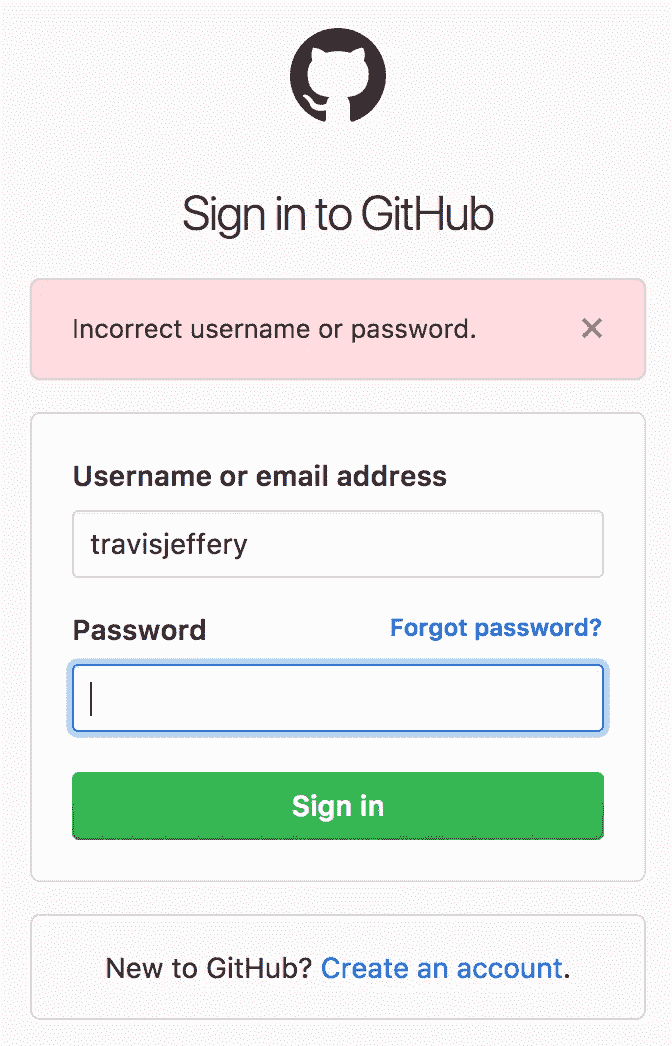 Sign in to GitHub
Incorrect username or password.
Username or email address
travisjeffery
Password Forgot password?
Sign in
New to GitHub? Create an account.